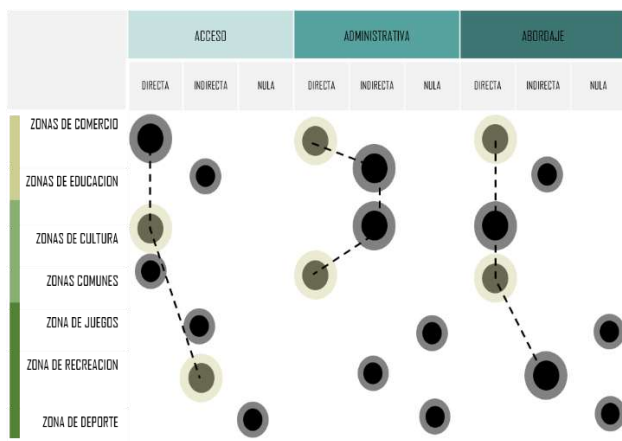 ACCESO ADMINISTRATIVA ABORDAJE
DIRECTA INDIRECTA NULA DIRECTA INDIRECTA NULA DIRECTA INDIRECTA NULA
ZONAS DE COMERCIO
ZONAS DE EDUCACION
ZONAS DE CULTURA
ZONAS COMUNES
ZONA DE JUEGOS
ZONA DE RECREACION
ZONA DE DEPORTE